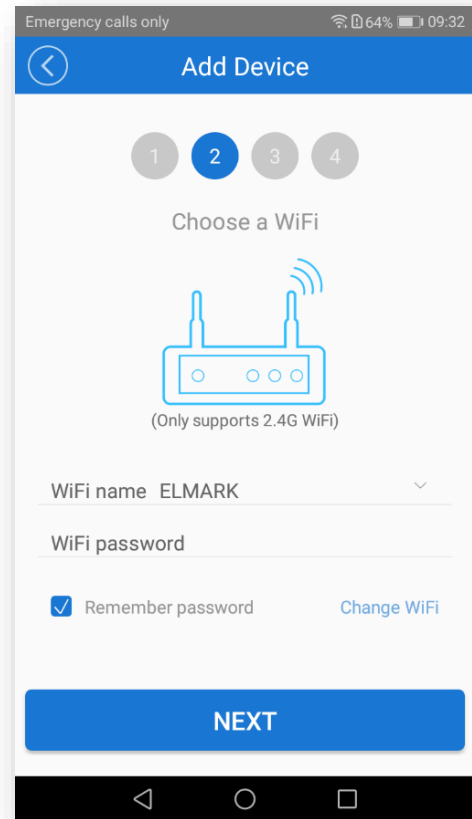 Emergency calls only 64% 09:32
Add Device
1 2 3 4
Choose a WiFi
(Only supports 2.4G WiFi)
WiFi name ELMARK
WiFi password
Remember password Change WiFi
NEXT